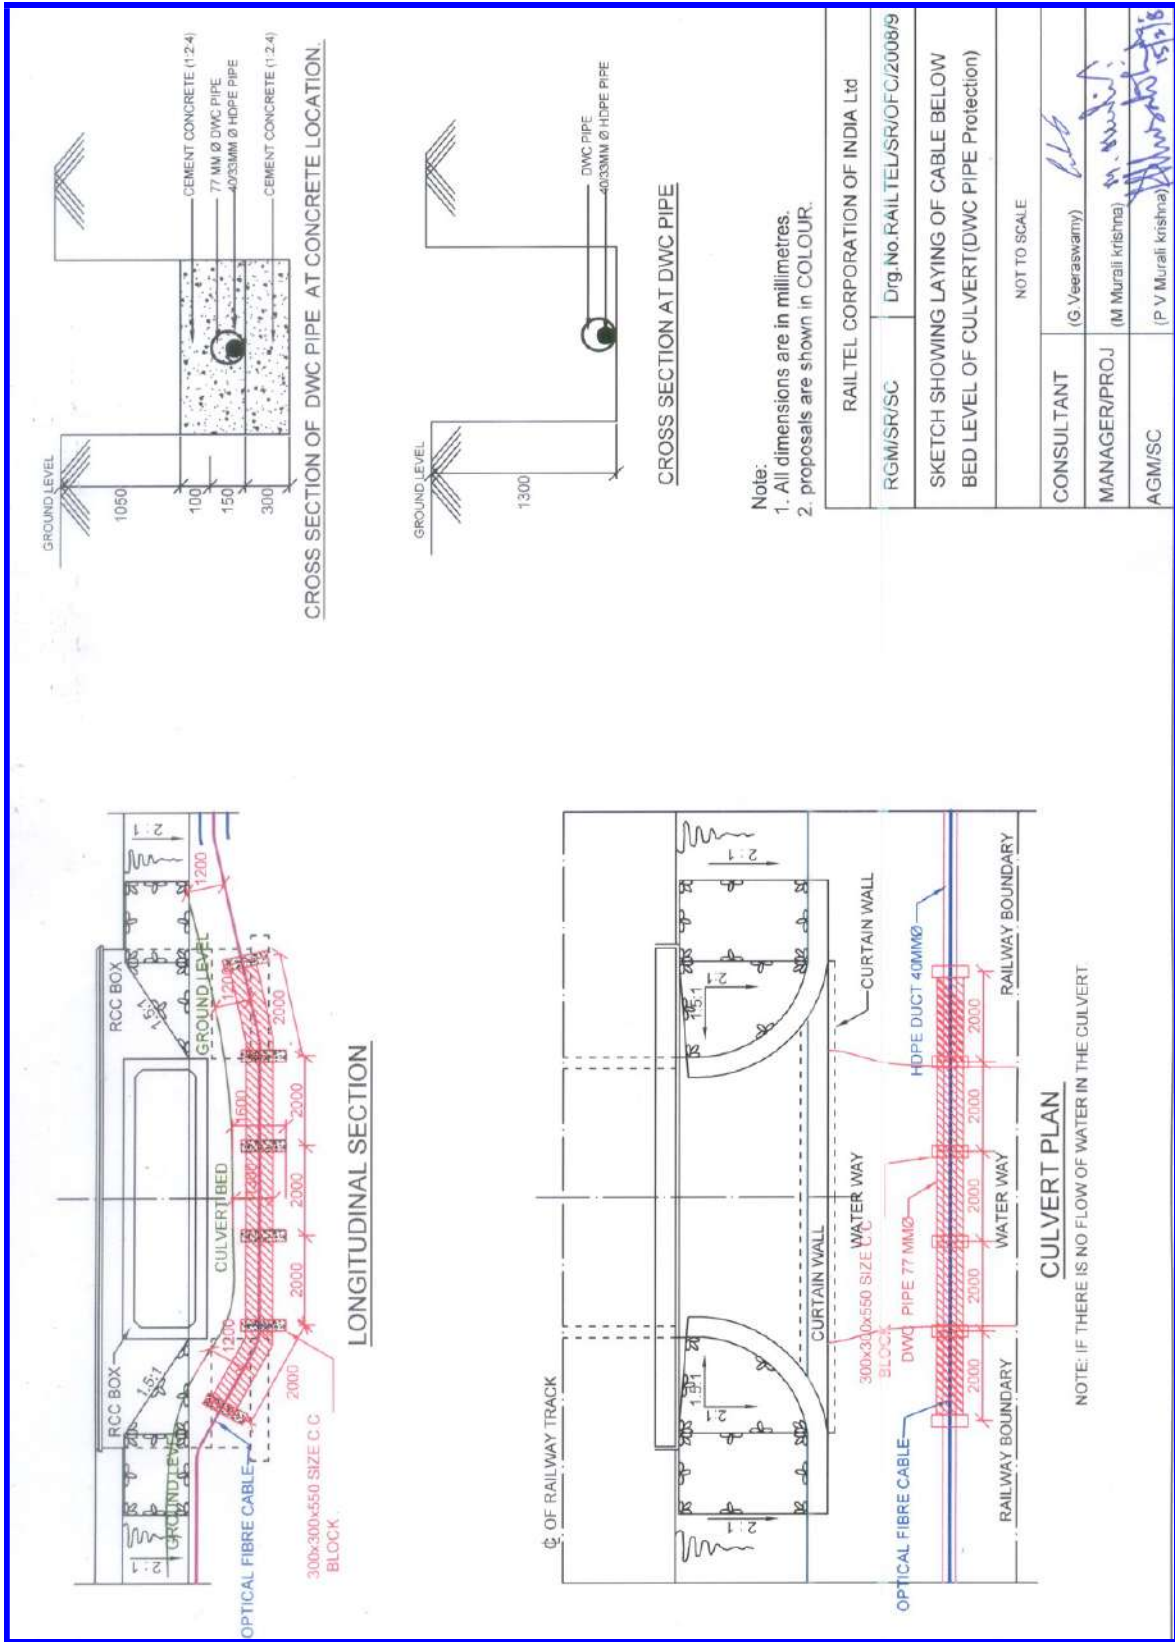 LONGITUDINAL SECTION
RCC BOX
RCC BOX
1.5:1
1.5:1
2:1
2:1
GROUND LEVEL
GROUND LEVEL
CULVERT BED
1200
1200
1200
1600
2000
2000
2000
2000
2000
OPTICAL FIBRE CABLE
300x300x550 SIZE C.C
BLOCK.
GROUND LEVEL
1050
100
150
300
CEMENT CONCRETE (1:2:4)
77 MM Ø DWC PIPE
40/33MM Ø HDPE PIPE
CEMENT CONCRETE (1:2:4)
CROSS SECTION OF DWC PIPE AT CONCRETE LOCATION.
GROUND LEVEL
1300
DWC PIPE
40/33MM Ø HDPE PIPE
CROSS SECTION AT DWC PIPE
℄ OF RAILWAY TRACK
2:1
1.5:1
2:1
1.5:1
2:1
2:1
CURTAIN WALL
WATER WAY
CURTAIN WALL
300x300x550 SIZE C.C
BLOCK
DWC PIPE 77 MMØ
HDPE DUCT 40MMØ
OPTICAL FIBRE CABLE
2000
2000
2000
2000
2000
RAILWAY BOUNDARY
WATER WAY
RAILWAY BOUNDARY
CULVERT PLAN
NOTE: IF THERE IS NO FLOW OF WATER IN THE CULVERT.
Note:
1. All dimensions are in millimetres.
2. proposals are shown in COLOUR.
RAILTEL CORPORATION OF INDIA Ltd
RGM/SR/SC Drg.No.RAILTEL/SR/OFC/2008/9
SKETCH SHOWING LAYING OF CABLE BELOW
BED LEVEL OF CULVERT(DWC PIPE Protection)
NOT TO SCALE
CONSULTANT (G.Veeraswamy)
MANAGER/PROJ (M Murali krishna)
AGM/SC (P V Murali krishna)